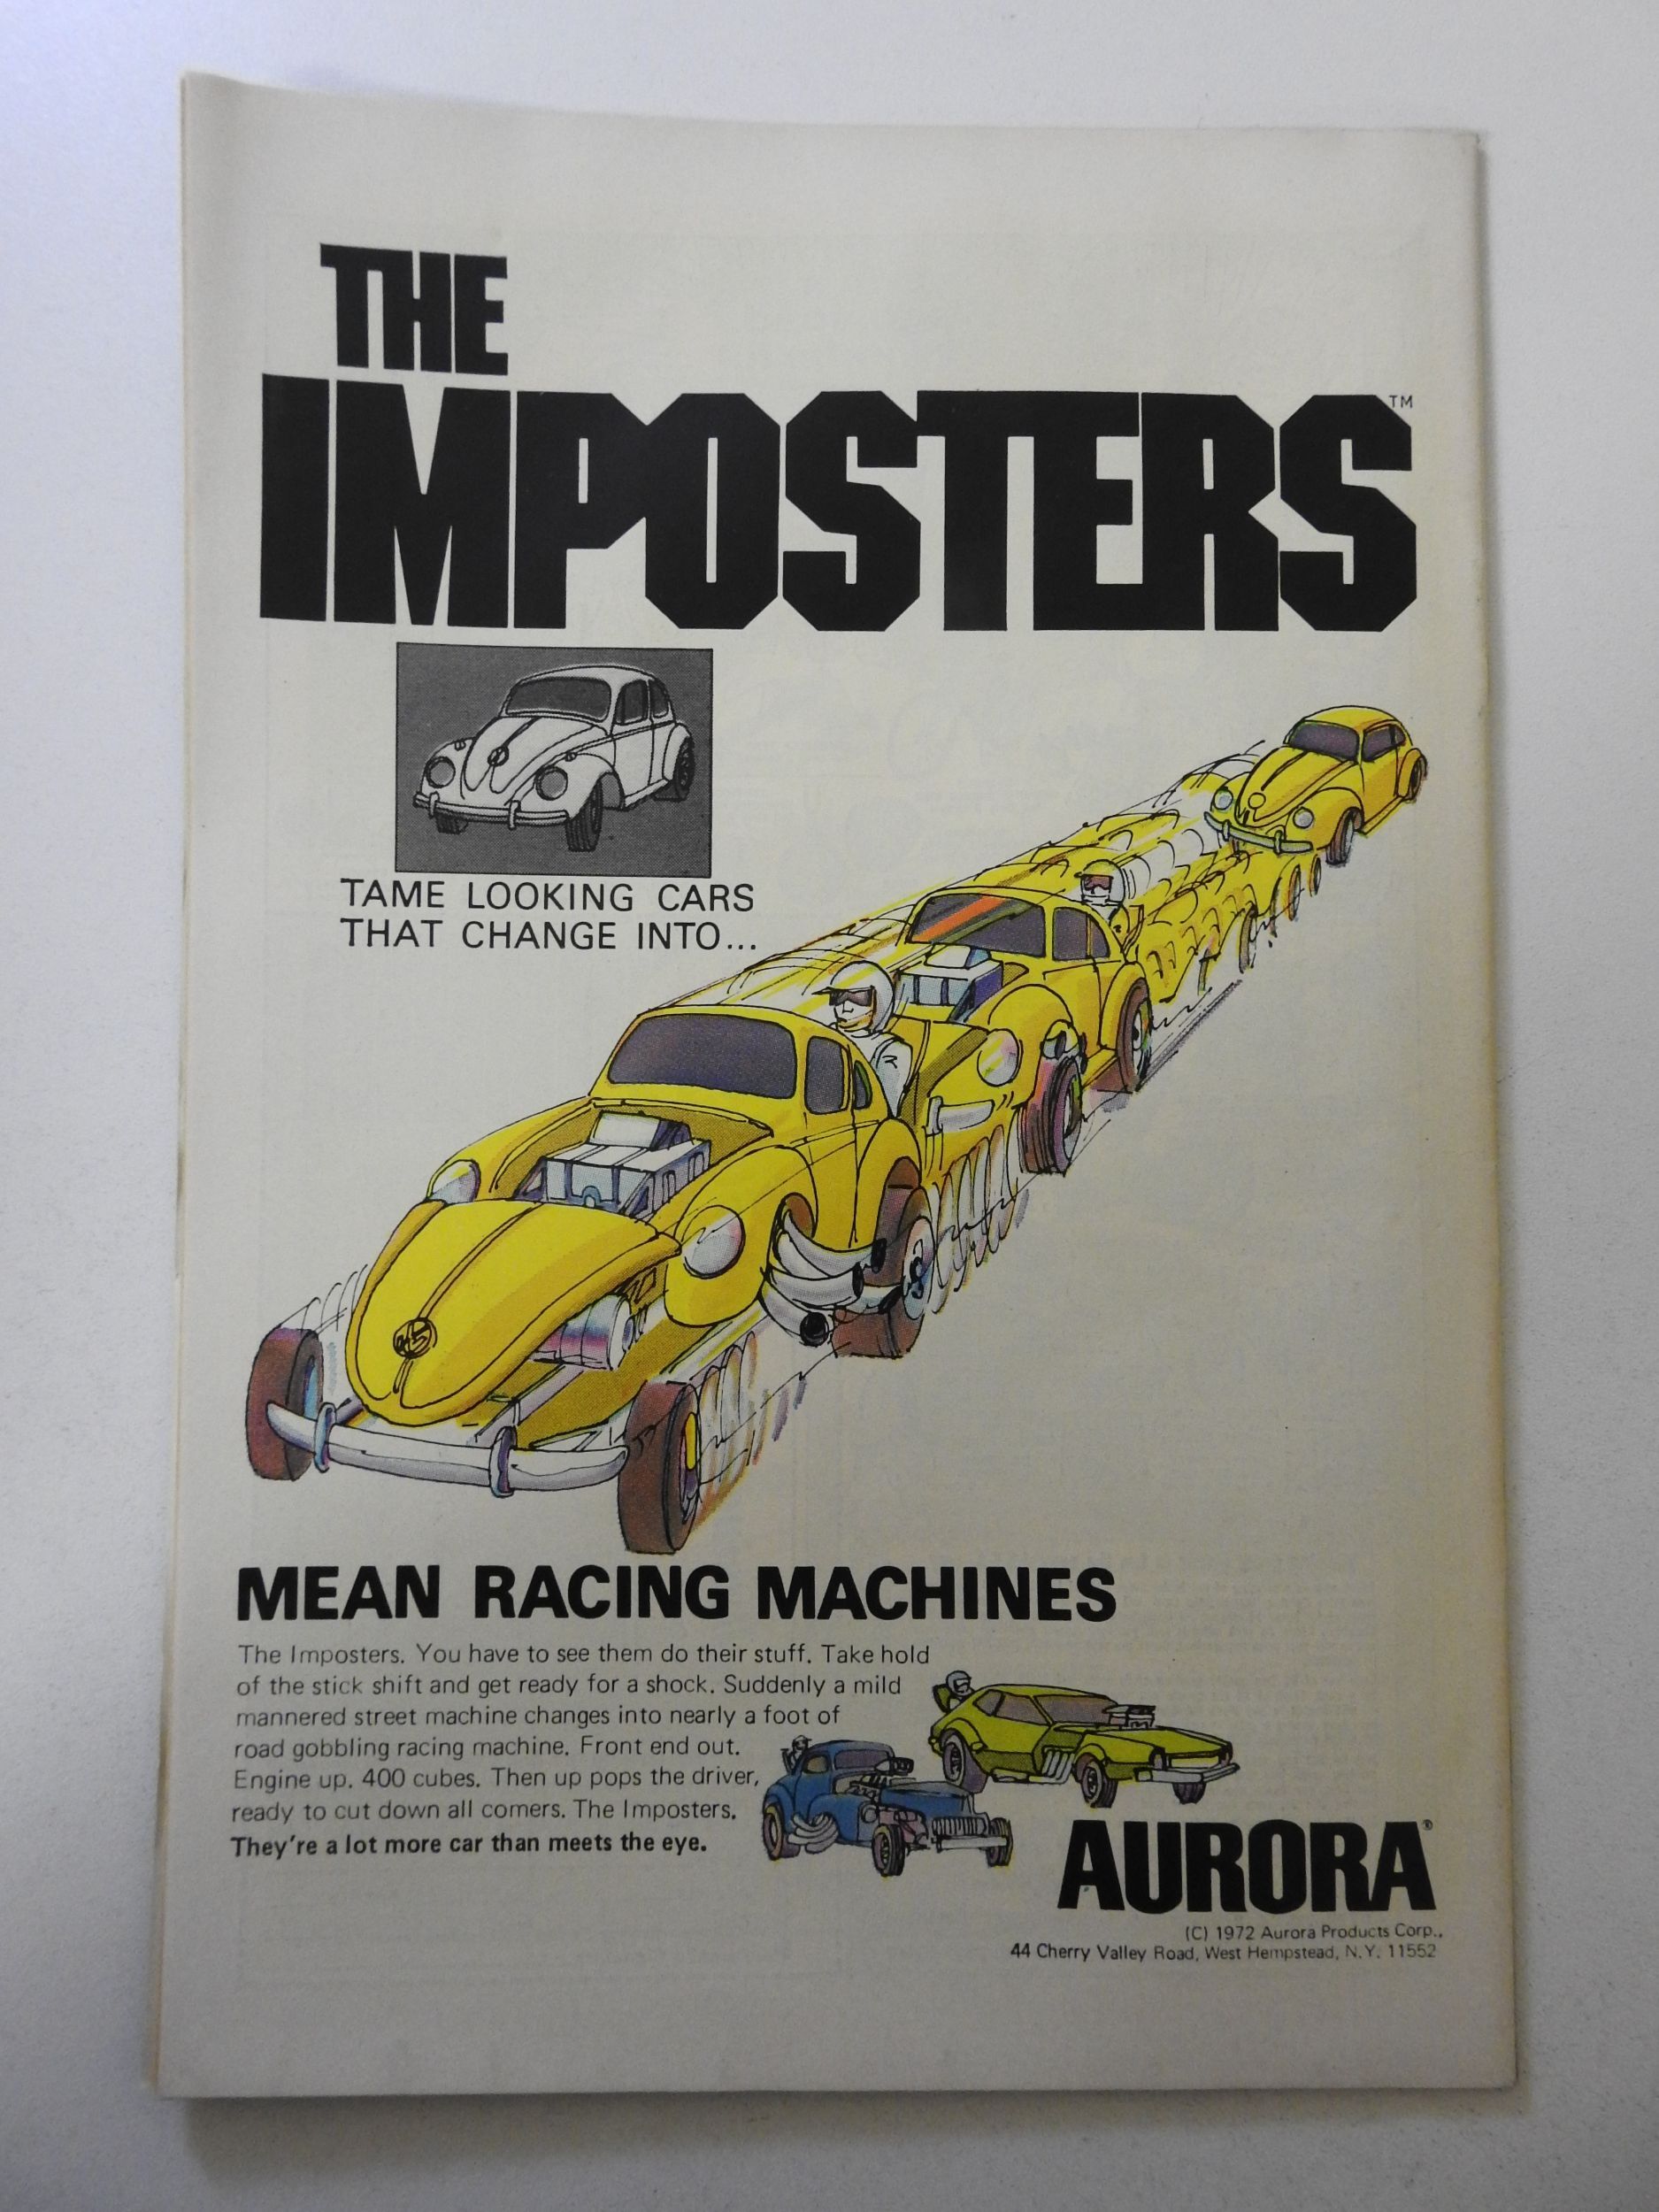 THE
IMPOSTERS™
TAME LOOKING CARS
THAT CHANGE INTO...
MEAN RACING MACHINES
The Imposters. You have to see them do their stuff. Take hold
of the stick shift and get ready for a shock. Suddenly a mild
mannered street machine changes into nearly a foot of
road gobbling racing machine. Front end out.
Engine up. 400 cubes. Then up pops the driver,
ready to cut down all comers. The Imposters.
They're a lot more car than meets the eye.
AURORA®
(C) 1972 Aurora Products Corp.,
44 Cherry Valley Road, West Hempstead, N.Y. 11552